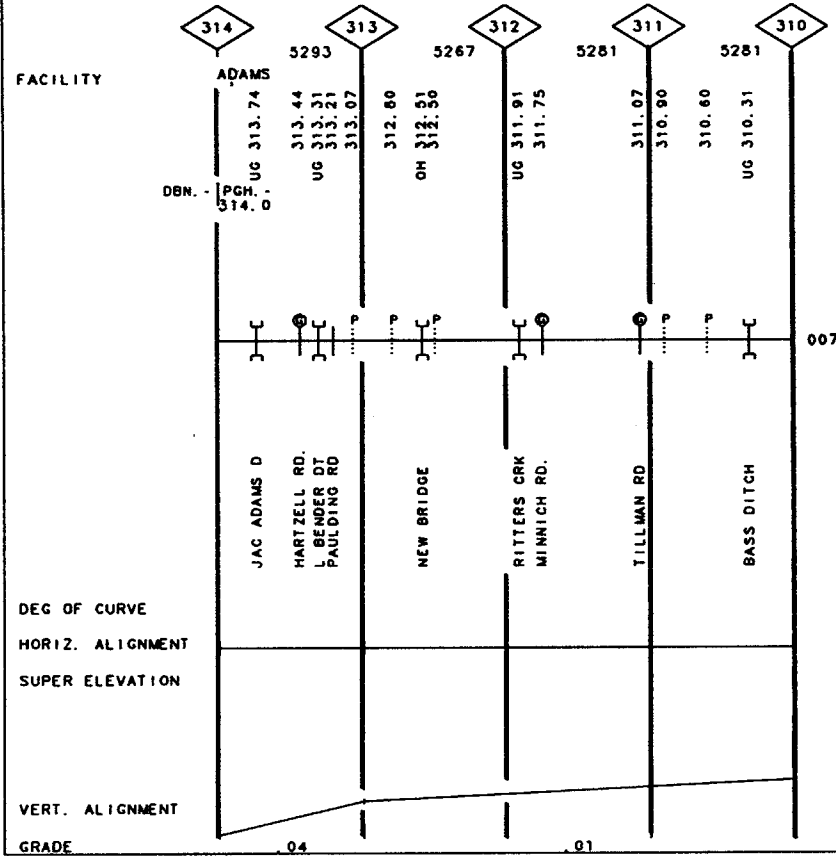 314 313 312 311 310
5293 5267 5281 5281
FACILITY
ADAMS
UG 313.74
313.44
UG 313.31
313.21
313.07
312.80
OH 312.51
312.50
UG 311.91
311.75
311.07
310.90
310.60
UG 310.31
DBN. - PGH. -
314.0
G P P P G G P P
007
JAC ADAMS D
HARTZELL RD.
L BENDER DT
PAULDING RD
NEW BRIDGE
RITTERS CRK
MINNICH RD.
TILLMAN RD
BASS DITCH
DEG OF CURVE
HORIZ. ALIGNMENT
SUPER ELEVATION
VERT. ALIGNMENT
GRADE .04 .01